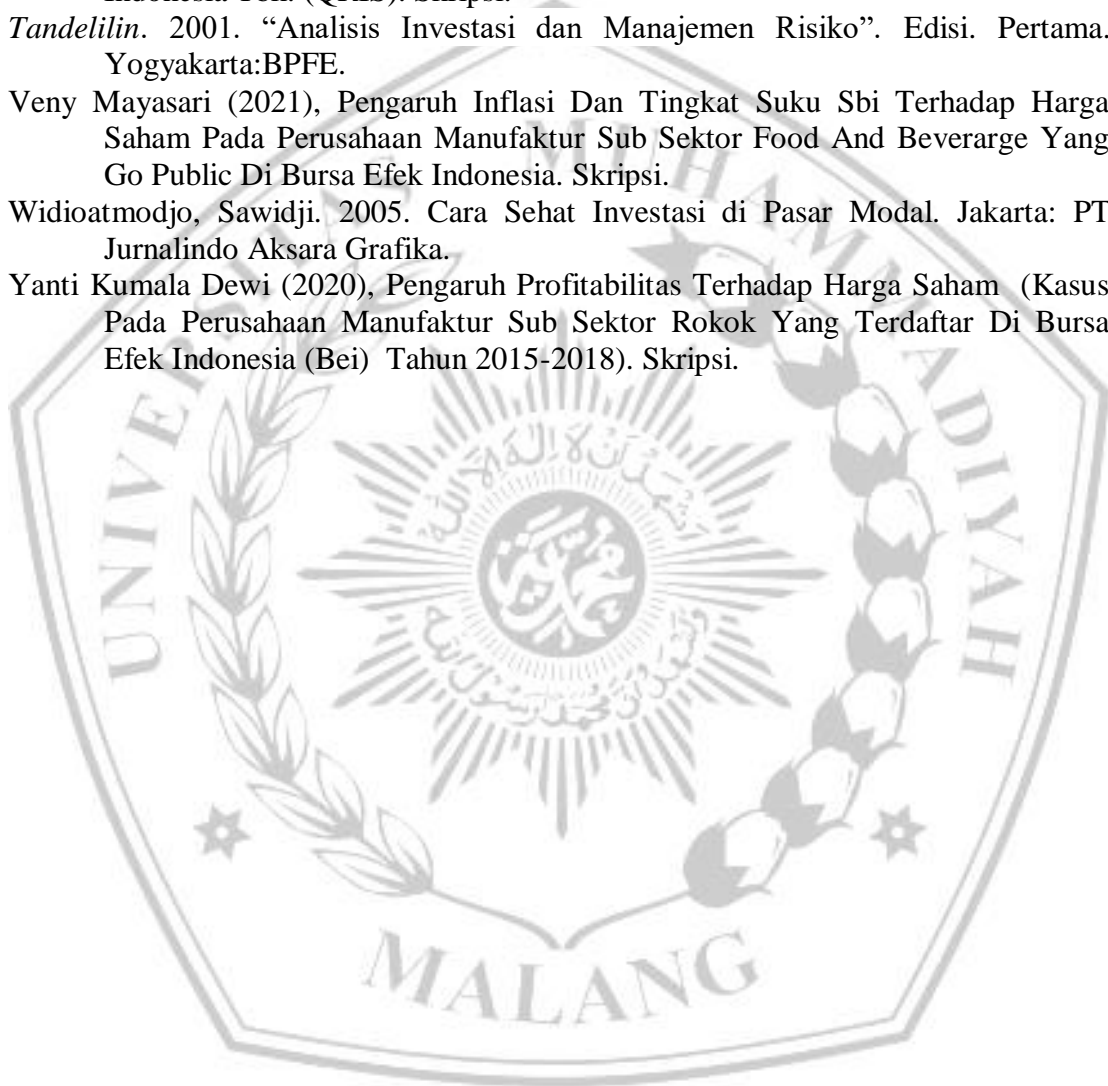 Tandelilin. 2001. “Analisis Investasi dan Manajemen Risiko”. Edisi. Pertama.
Yogyakarta:BPFE.
Veny Mayasari (2021), Pengaruh Inflasi Dan Tingkat Suku Sbi Terhadap Harga
Saham Pada Perusahaan Manufaktur Sub Sektor Food And Beverarge Yang
Go Public Di Bursa Efek Indonesia. Skripsi.
Widioatmodjo, Sawidji. 2005. Cara Sehat Investasi di Pasar Modal. Jakarta: PT
Jurnalindo Aksara Grafika.
Yanti Kumala Dewi (2020), Pengaruh Profitabilitas Terhadap Harga Saham (Kasus
Pada Perusahaan Manufaktur Sub Sektor Rokok Yang Terdaftar Di Bursa
Efek Indonesia (Bei) Tahun 2015-2018). Skripsi.
UNIVERSITAS MUHAMMADIYAH
MALANG